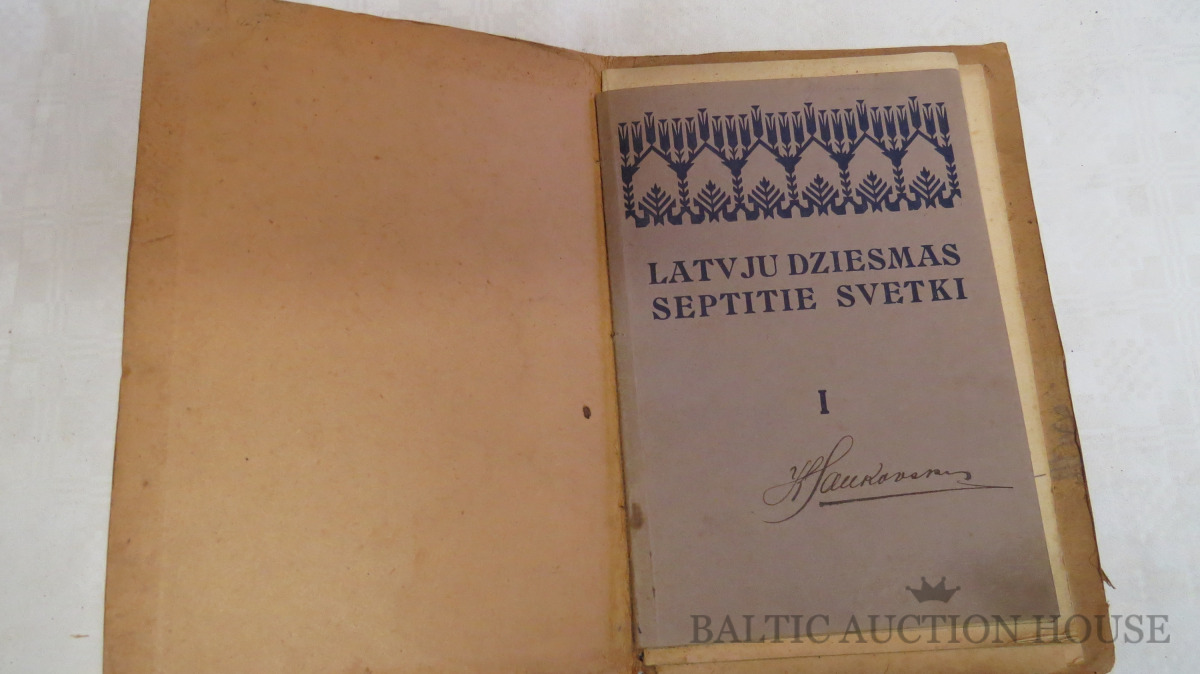 LATVJU DZIESMAS
SEPTITIE SVETKI
I
BALTIC AUCTION HOUSE